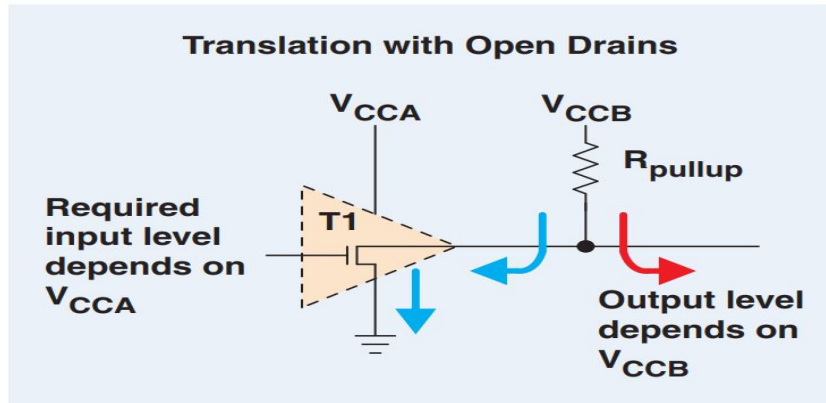 Translation with Open Drains
VCCA
VCCB
Rpullup
T1
Required
input level
depends on
VCCA
Output level
depends on
VCCB